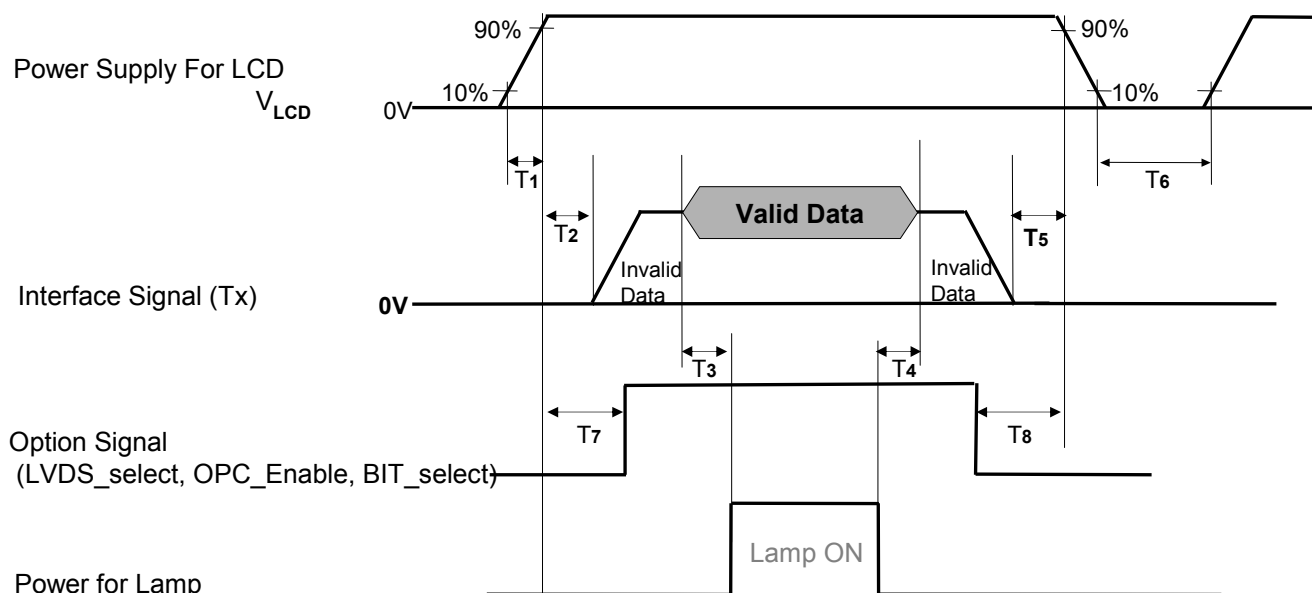 90%
90%
Power Supply For LCD
V LCD
10%
0V
10%
T1
T6
T2
Valid Data
T5
Invalid
Data
Invalid
Data
Interface Signal (Tx)
0V
T3
T4
T7
T8
Option Signal
(LVDS_select, OPC_Enable, BIT_select)
Lamp ON
Power for Lamp